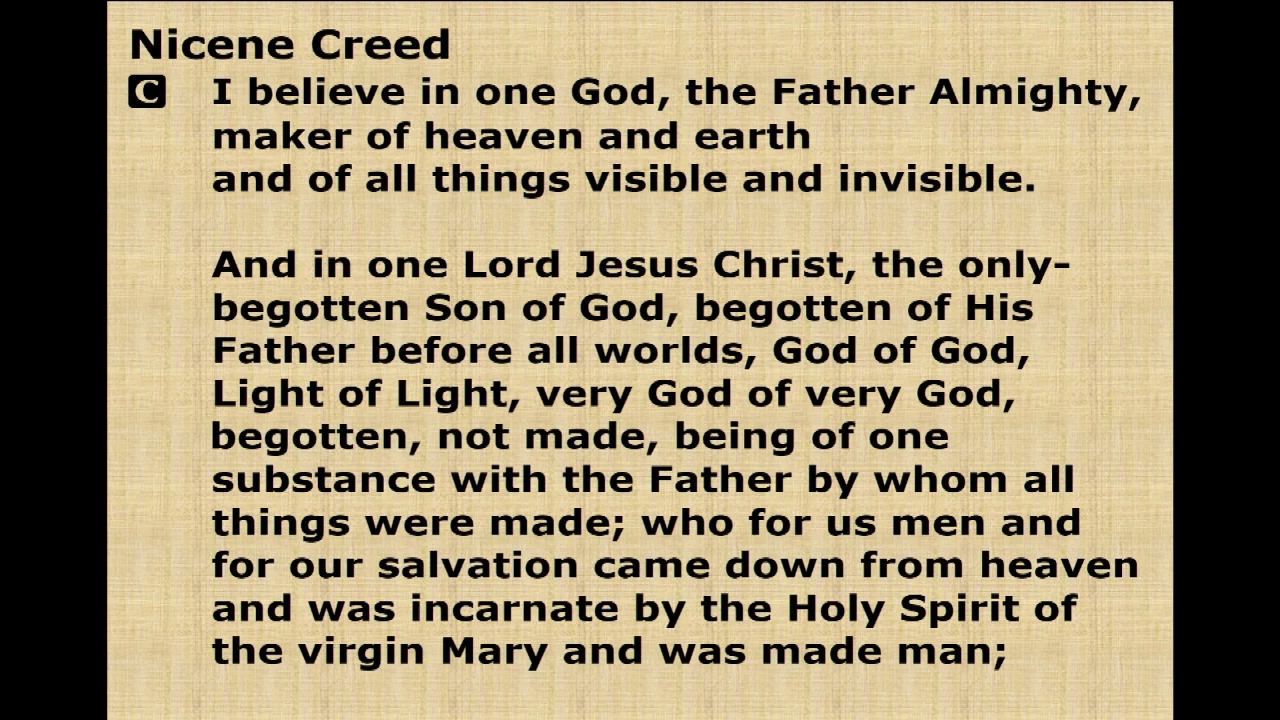 Nicene Creed
C I believe in one God, the Father Almighty,
maker of heaven and earth
and of all things visible and invisible.
And in one Lord Jesus Christ, the only-
begotten Son of God, begotten of His
Father before all worlds, God of God,
Light of Light, very God of very God,
begotten, not made, being of one
substance with the Father by whom all
things were made; who for us men and
for our salvation came down from heaven
and was incarnate by the Holy Spirit of
the virgin Mary and was made man;